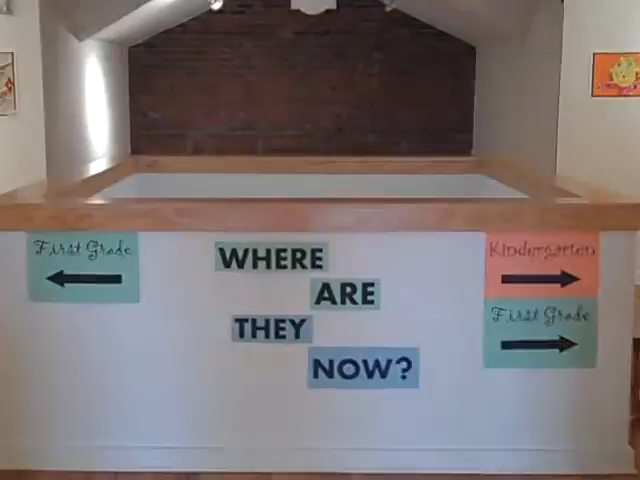 First Grade
WHERE
ARE
THEY
NOW?
Kindergarten
First Grade